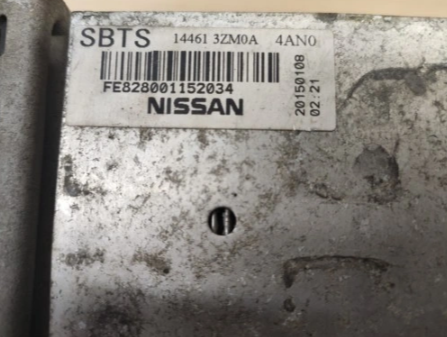 SBTS 14461 3ZM0A 4AN0
FE828001152034
NISSAN
20150108
02:21